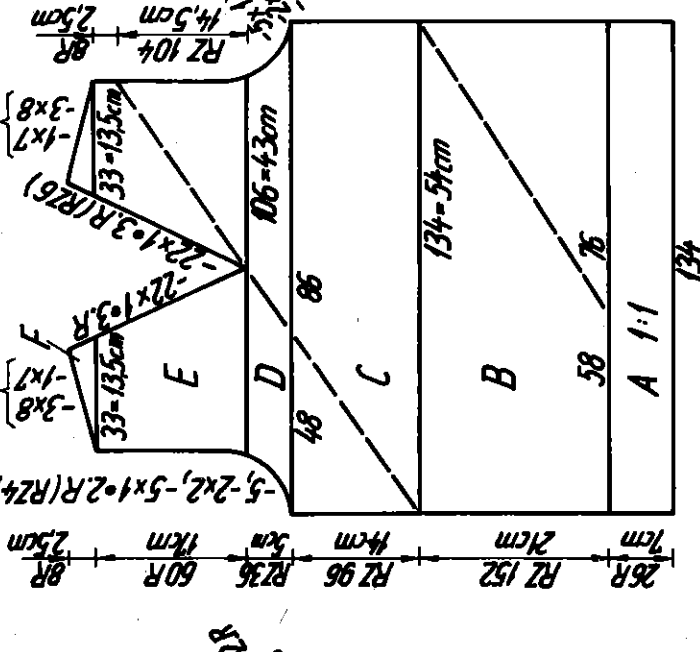 8R 2,5cm
RZ 104 14,5cm
-3x8
-1x7
33=13,5cm
-22x1•3.R(RZ6)
-22x1•3.R
F
-3x8
-1x7
33=13,5cm
E
D
106=43cm
86
48
C
134=54cm
B
76
58
A 1:1
134
-5,-2x2,-5x1•2.R(RZ4,
8R 2,5cm
60R 17cm
RZ36 5cm
RZ 96 14cm
RZ 152 21cm
26R 7cm
2R